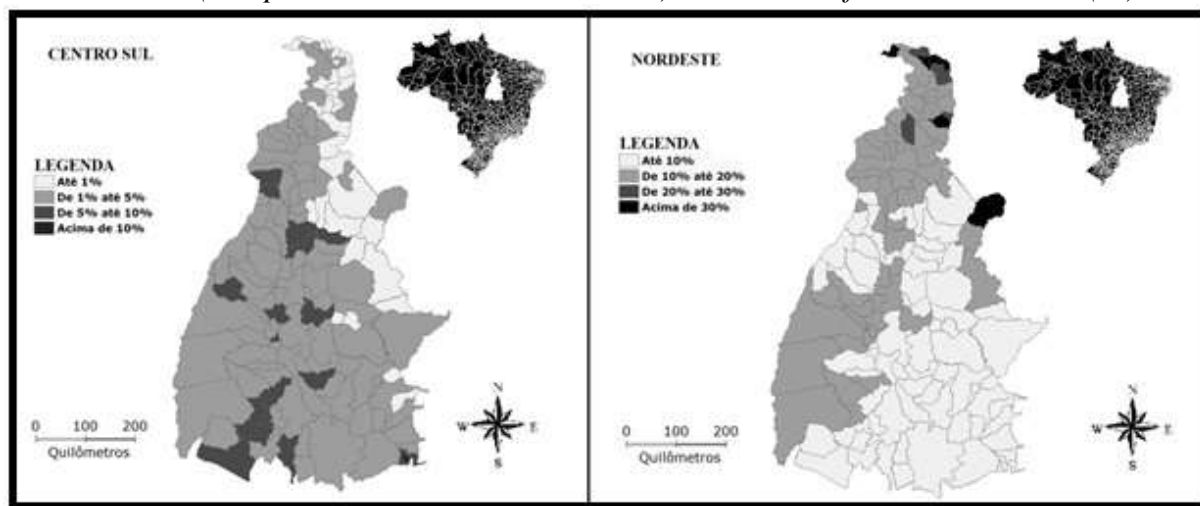 CENTRO SUL
LEGENDA
Até 1%
De 1% até 5%
De 5% até 10%
Acima de 10%
0 100 200
Quilômetros
N
W E
S
NORDESTE
LEGENDA
Até 10%
De 10% até 20%
De 20% até 30%
Acima de 30%
0 100 200
Quilômetros
N
W E
S